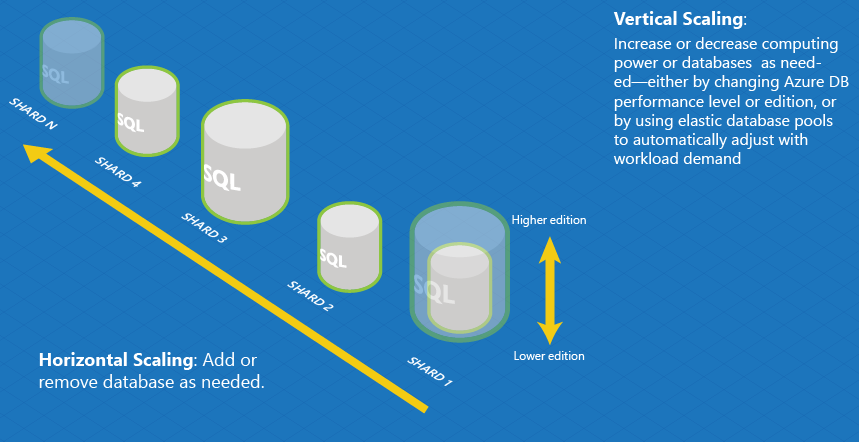 Vertical Scaling:
Increase or decrease computing
power or databases as need-
ed—either by changing Azure DB
performance level or edition, or
by using elastic database pools
to automatically adjust with
workload demand
SQL
SHARD N
SQL
SHARD 4
SQL
SHARD 3
SQL
SHARD 2
SQL
SHARD 1
Higher edition
Lower edition
Horizontal Scaling: Add or
remove database as needed.